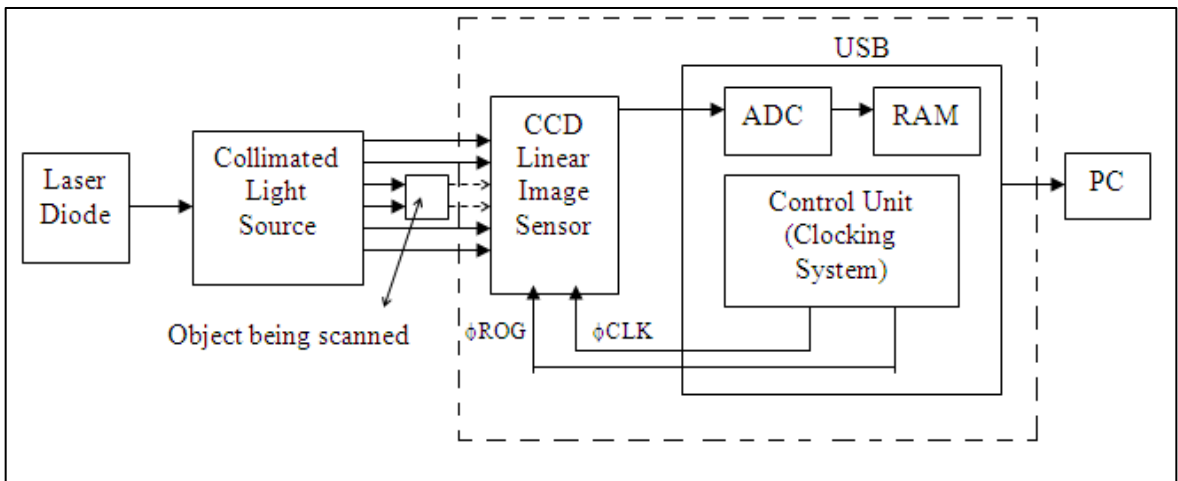 Laser
Diode
Collimated
Light
Source
Object being scanned
CCD
Linear
Image
Sensor
ϕROG
ϕCLK
USB
ADC
RAM
Control Unit
(Clocking
System)
PC